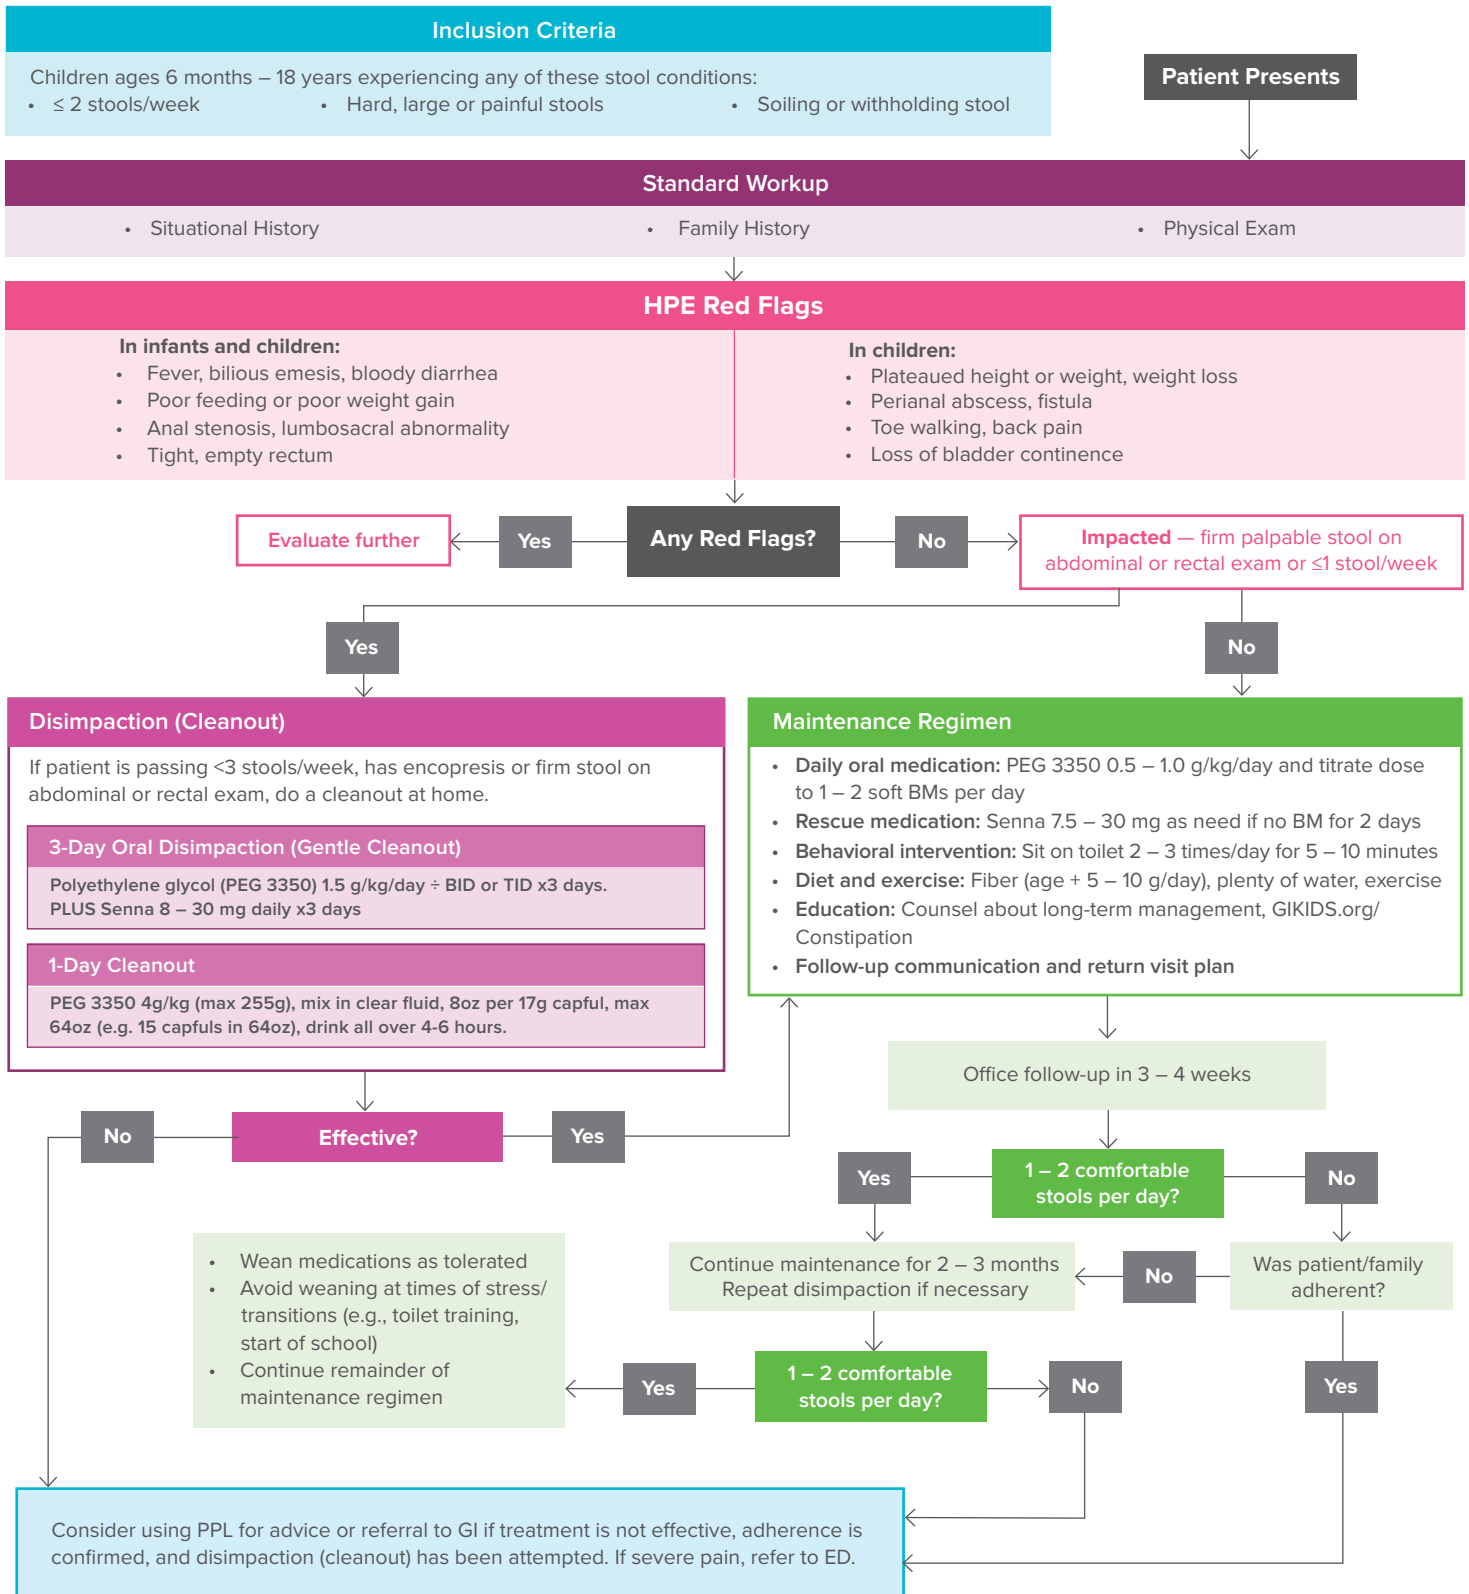 Inclusion Criteria
Children ages 6 months – 18 years experiencing any of these stool conditions:
• ≤ 2 stools/week
• Hard, large or painful stools
• Soiling or withholding stool
Patient Presents
Standard Workup
• Situational History
• Family History
• Physical Exam
HPE Red Flags
In infants and children:
• Fever, bilious emesis, bloody diarrhea
• Poor feeding or poor weight gain
• Anal stenosis, lumbosacral abnormality
• Tight, empty rectum
In children:
• Plateaued height or weight, weight loss
• Perianal abscess, fistula
• Toe walking, back pain
• Loss of bladder continence
Evaluate further
Yes
Any Red Flags?
No
Impacted — firm palpable stool on
abdominal or rectal exam or ≤1 stool/week
Yes
No
Disimpaction (Cleanout)
If patient is passing <3 stools/week, has encopresis or firm stool on
abdominal or rectal exam, do a cleanout at home.
3-Day Oral Disimpaction (Gentle Cleanout)
Polyethylene glycol (PEG 3350) 1.5 g/kg/day ÷ BID or TID x3 days.
PLUS Senna 8 – 30 mg daily x3 days
1-Day Cleanout
PEG 3350 4g/kg (max 255g), mix in clear fluid, 8oz per 17g capful, max
64oz (e.g. 15 capfuls in 64oz), drink all over 4-6 hours.
Maintenance Regimen
• Daily oral medication: PEG 3350 0.5 – 1.0 g/kg/day and titrate dose
to 1 – 2 soft BMs per day
• Rescue medication: Senna 7.5 – 30 mg as need if no BM for 2 days
• Behavioral intervention: Sit on toilet 2 – 3 times/day for 5 – 10 minutes
• Diet and exercise: Fiber (age + 5 – 10 g/day), plenty of water, exercise
• Education: Counsel about long-term management, GIKIDS.org/
Constipation
• Follow-up communication and return visit plan
Office follow-up in 3 – 4 weeks
No
Effective?
Yes
Yes
1 – 2 comfortable
stools per day?
No
• Wean medications as tolerated
• Avoid weaning at times of stress/
transitions (e.g., toilet training,
start of school)
• Continue remainder of
maintenance regimen
Continue maintenance for 2 – 3 months
Repeat disimpaction if necessary
No
Was patient/family
adherent?
Yes
1 – 2 comfortable
stools per day?
No
Yes
Consider using PPL for advice or referral to GI if treatment is not effective, adherence is
confirmed, and disimpaction (cleanout) has been attempted. If severe pain, refer to ED.